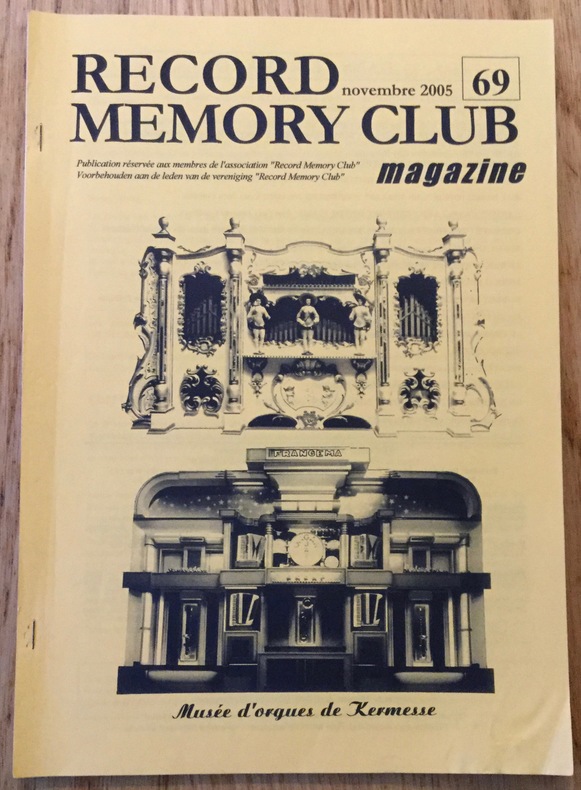 RECORD
novembre 2005
69
MEMORY CLUB
Publication réservée aux membres de l'association "Record Memory Club"
Voorbehouden aan de leden van de vereniging "Record Memory Club"
magazine
FRANCEMA
Musée d'orgues de Kermesse